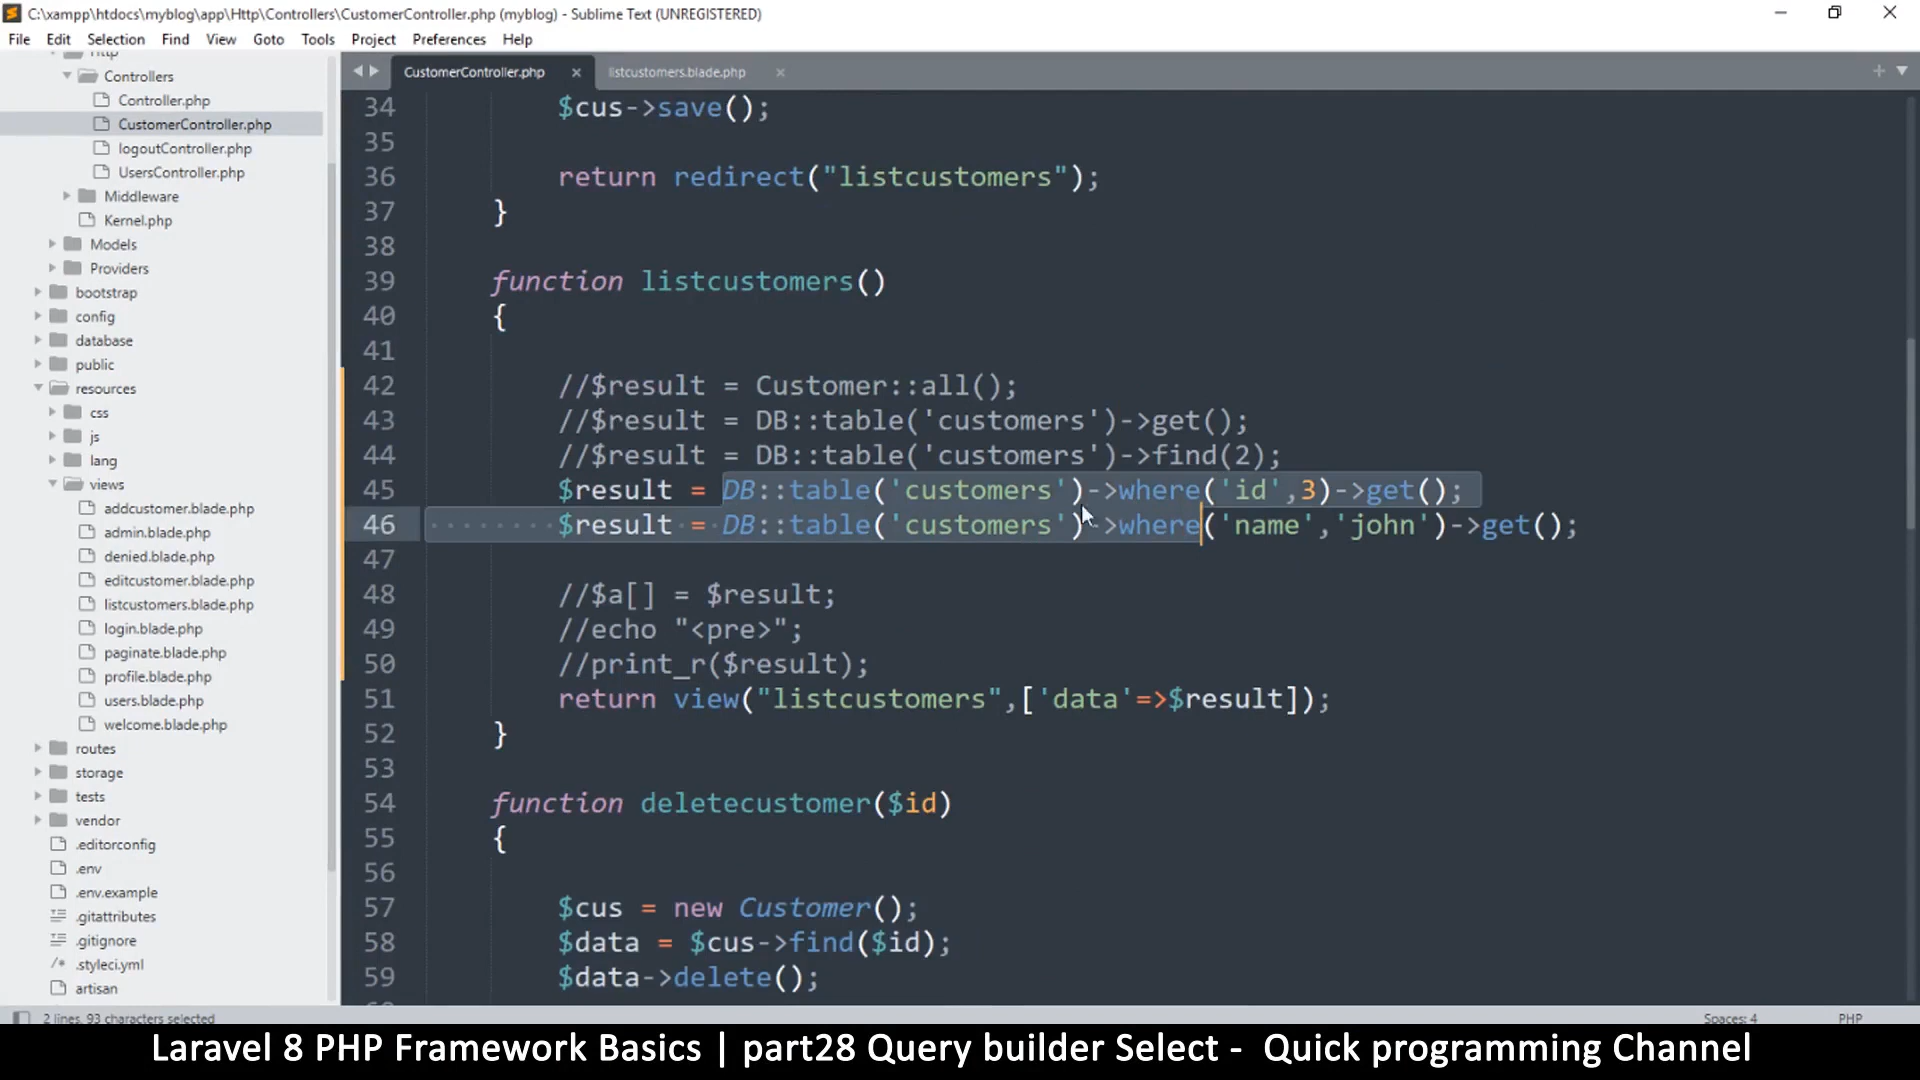 C:\xampp\htdocs\myblog\app\Http\Controllers\CustomerController.php (myblog) - Sublime Text (UNREGISTERED)
File Edit Selection Find View Goto Tools Project Preferences Help
Http
Controllers
Controller.php
CustomerController.php
logoutController.php
UsersController.php
Middleware
Kernel.php
Models
Providers
bootstrap
config
database
public
resources
css
js
lang
views
addcustomer.blade.php
admin.blade.php
denied.blade.php
editcustomer.blade.php
listcustomers.blade.php
login.blade.php
paginate.blade.php
profile.blade.php
users.blade.php
welcome.blade.php
routes
storage
tests
vendor
.editorconfig
.env
.env.example
.gitattributes
.gitignore
/* .styleci.yml
artisan
CustomerController.php × listcustomers.blade.php ×
34 $cus->save();
35
36 return redirect("listcustomers");
37 }
38
39 function listcustomers()
40 {
41
42 //$result = Customer::all();
43 //$result = DB::table('customers')->get();
44 //$result = DB::table('customers')->find(2);
45 $result = DB::table('customers')->where('id',3)->get();
46 $result = DB::table('customers')->where('name','john')->get();
47
48 //$a[] = $result;
49 //echo "<pre>";
50 //print_r($result);
51 return view("listcustomers",['data'=>$result]);
52 }
53
54 function deletecustomer($id)
55 {
56
57 $cus = new Customer();
58 $data = $cus->find($id);
59 $data->delete();
2 lines, 93 characters selected
Spaces: 4 PHP
Laravel 8 PHP Framework Basics | part28 Query builder Select - Quick programming Channel